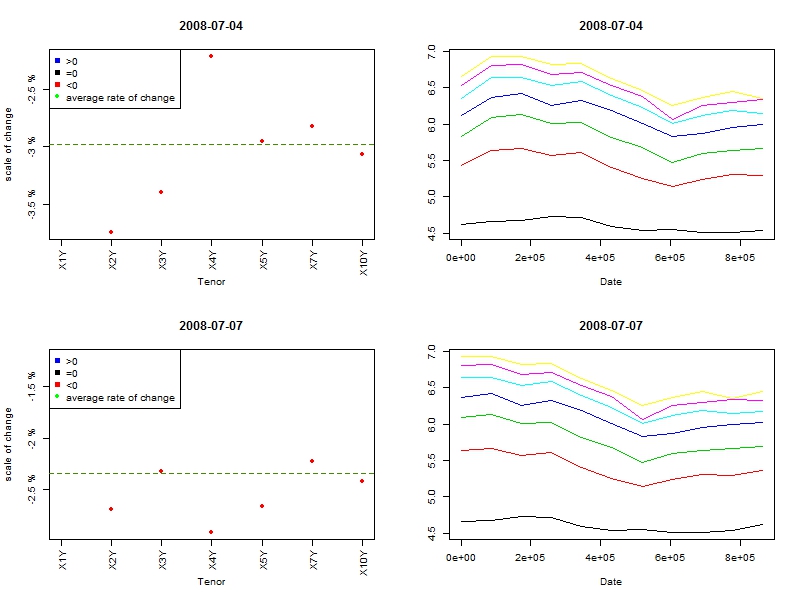 2008-07-04
>0
=0
<0
average rate of change
scale of change
-2.5 %
-3 %
-3.5 %
X1Y X2Y X3Y X4Y X5Y X7Y X10Y
Tenor
2008-07-04
7.0
6.5
6.0
5.5
5.0
4.5
0e+00 2e+05 4e+05 6e+05 8e+05
Date
2008-07-07
>0
=0
<0
average rate of change
scale of change
-1.5 %
-2 %
-2.5 %
X1Y X2Y X3Y X4Y X5Y X7Y X10Y
Tenor
2008-07-07
7.0
6.5
6.0
5.5
5.0
4.5
0e+00 2e+05 4e+05 6e+05 8e+05
Date